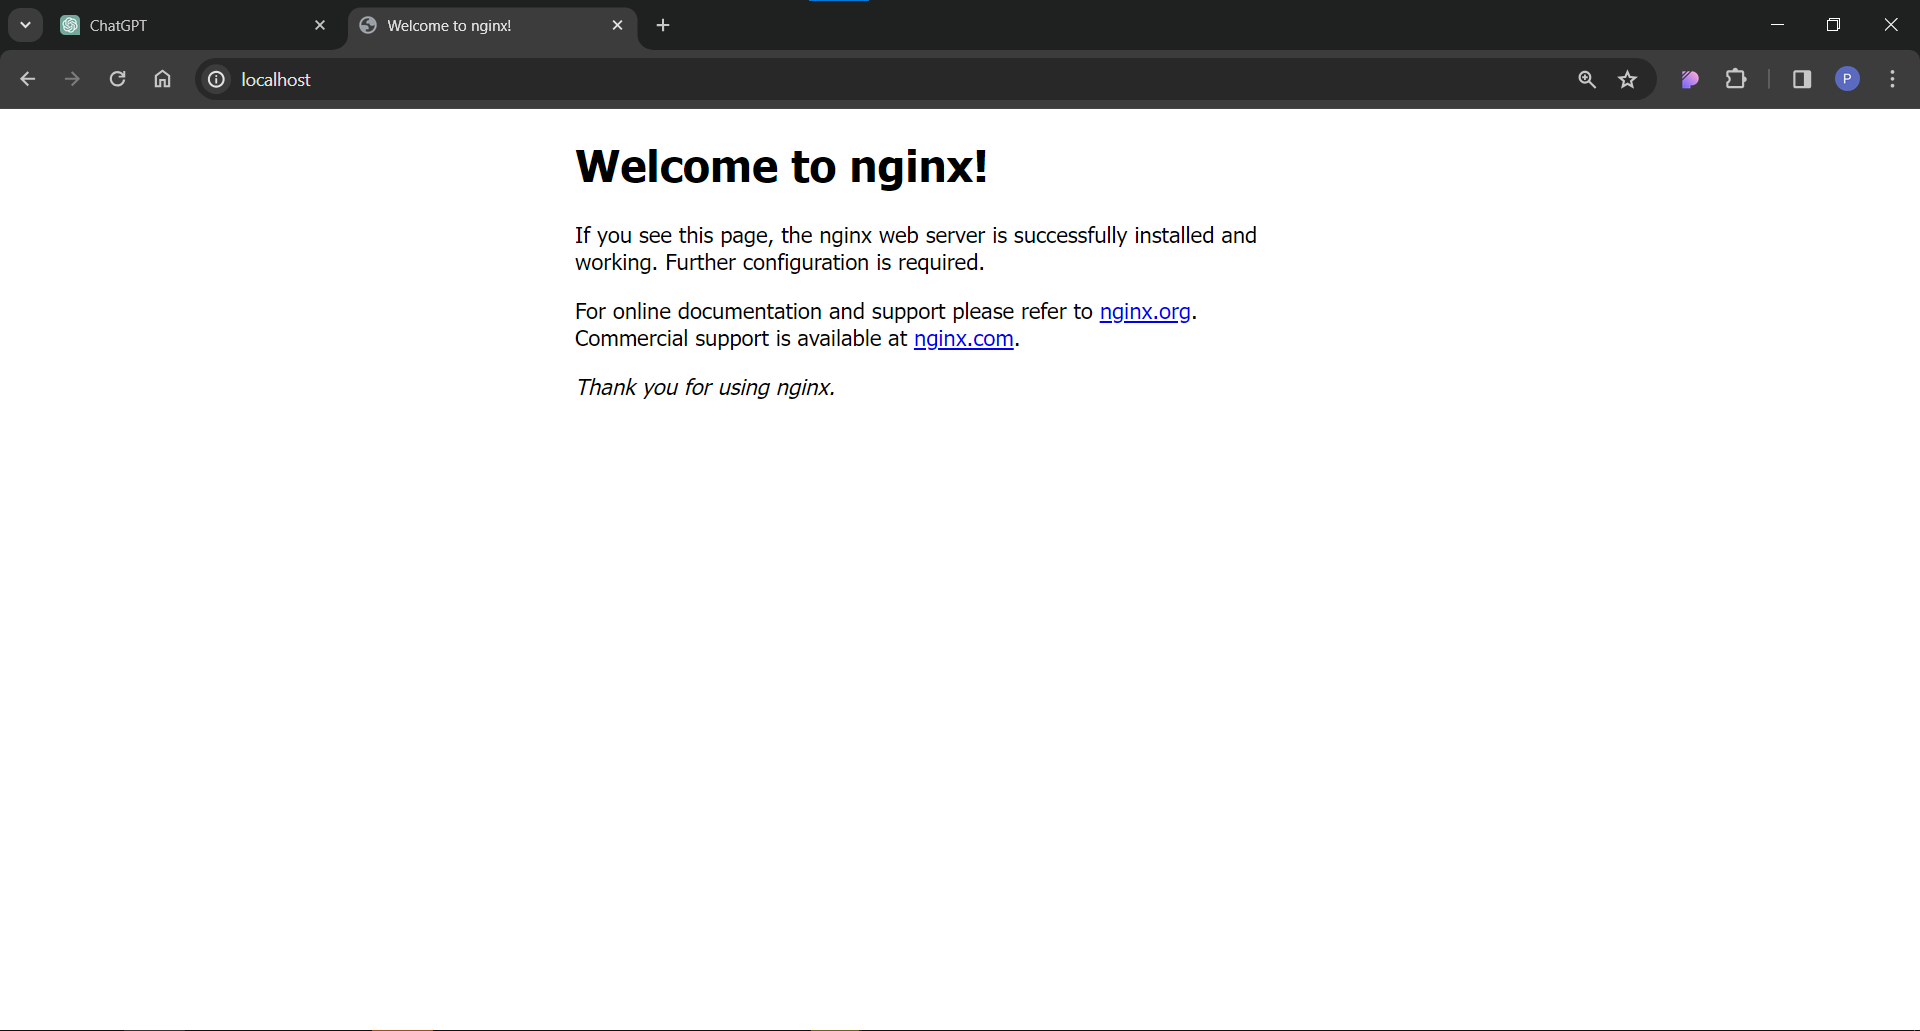 ChatGPT
Welcome to nginx!
localhost
P
Welcome to nginx!
If you see this page, the nginx web server is successfully installed and
working. Further configuration is required.
For online documentation and support please refer to nginx.org.
Commercial support is available at nginx.com.
Thank you for using nginx.